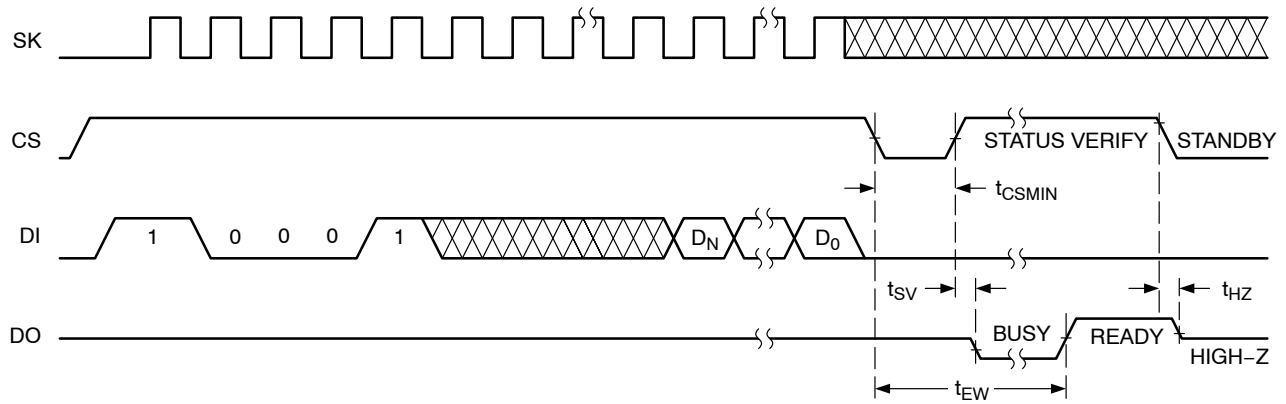 SK
CS
STATUS VERIFY
STANDBY
tCSMIN
DI
1 0 0 0 1
DN
D0
tSV
tHZ
DO
BUSY
READY
HIGH–Z
tEW